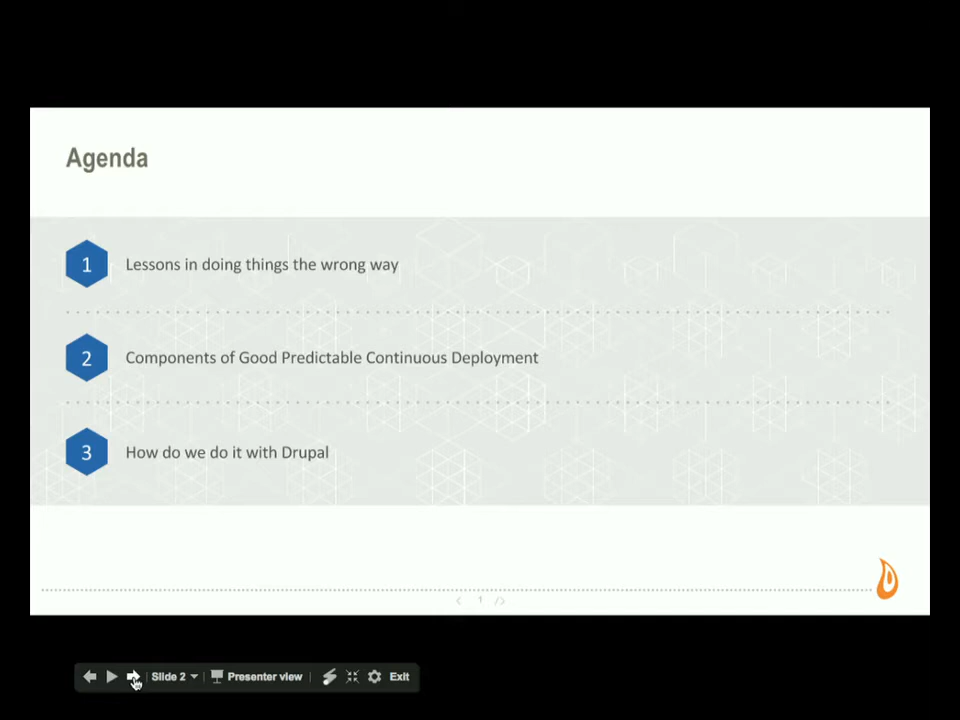 Agenda
1 Lessons in doing things the wrong way
2 Components of Good Predictable Continuous Deployment
3 How do we do it with Drupal
< 1 />
Slide 2 Presenter view Exit